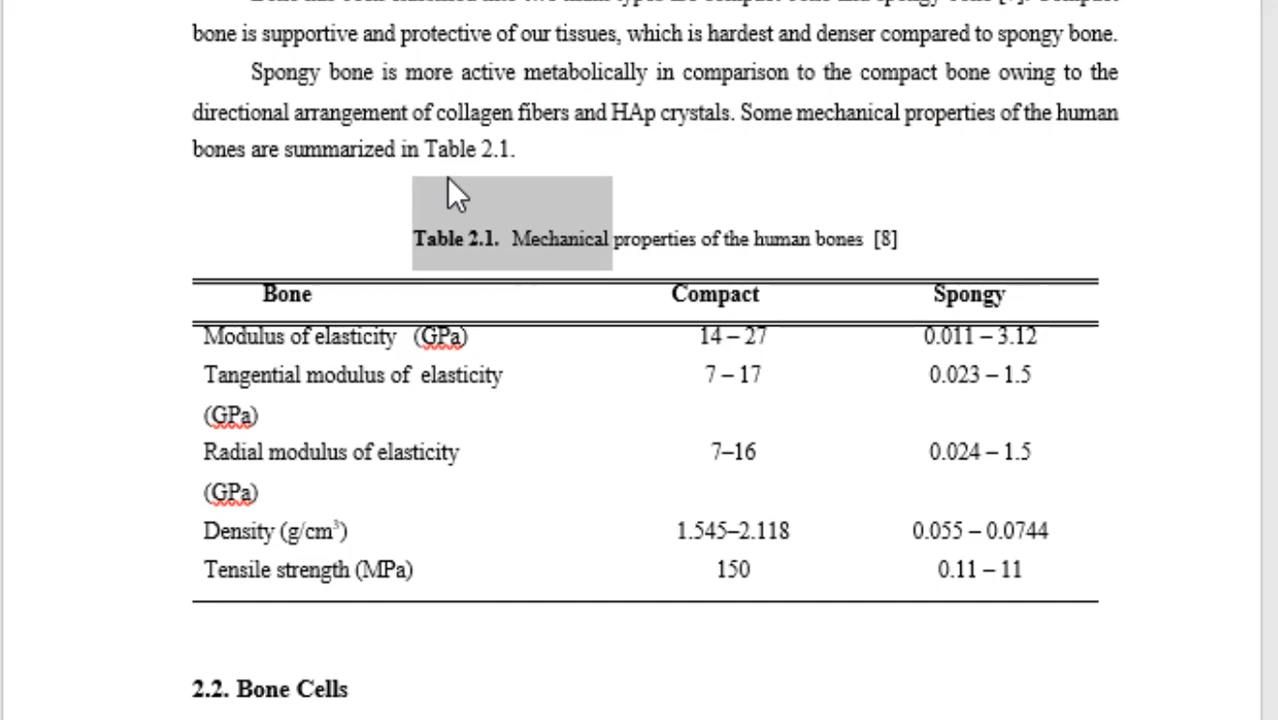 bone is supportive and protective of our tissues, which is hardest and denser compared to spongy bone.
Spongy bone is more active metabolically in comparison to the compact bone owing to the
directional arrangement of collagen fibers and HAp crystals. Some mechanical properties of the human
bones are summarized in Table 2.1.
Table 2.1. Mechanical properties of the human bones [8]
Bone Compact Spongy
Modulus of elasticity (GPa) 14 – 27 0.011 – 3.12
Tangential modulus of elasticity 7 – 17 0.023 – 1.5
(GPa)
Radial modulus of elasticity 7–16 0.024 – 1.5
(GPa)
Density (g/cm³) 1.545–2.118 0.055 – 0.0744
Tensile strength (MPa) 150 0.11 – 11
2.2. Bone Cells